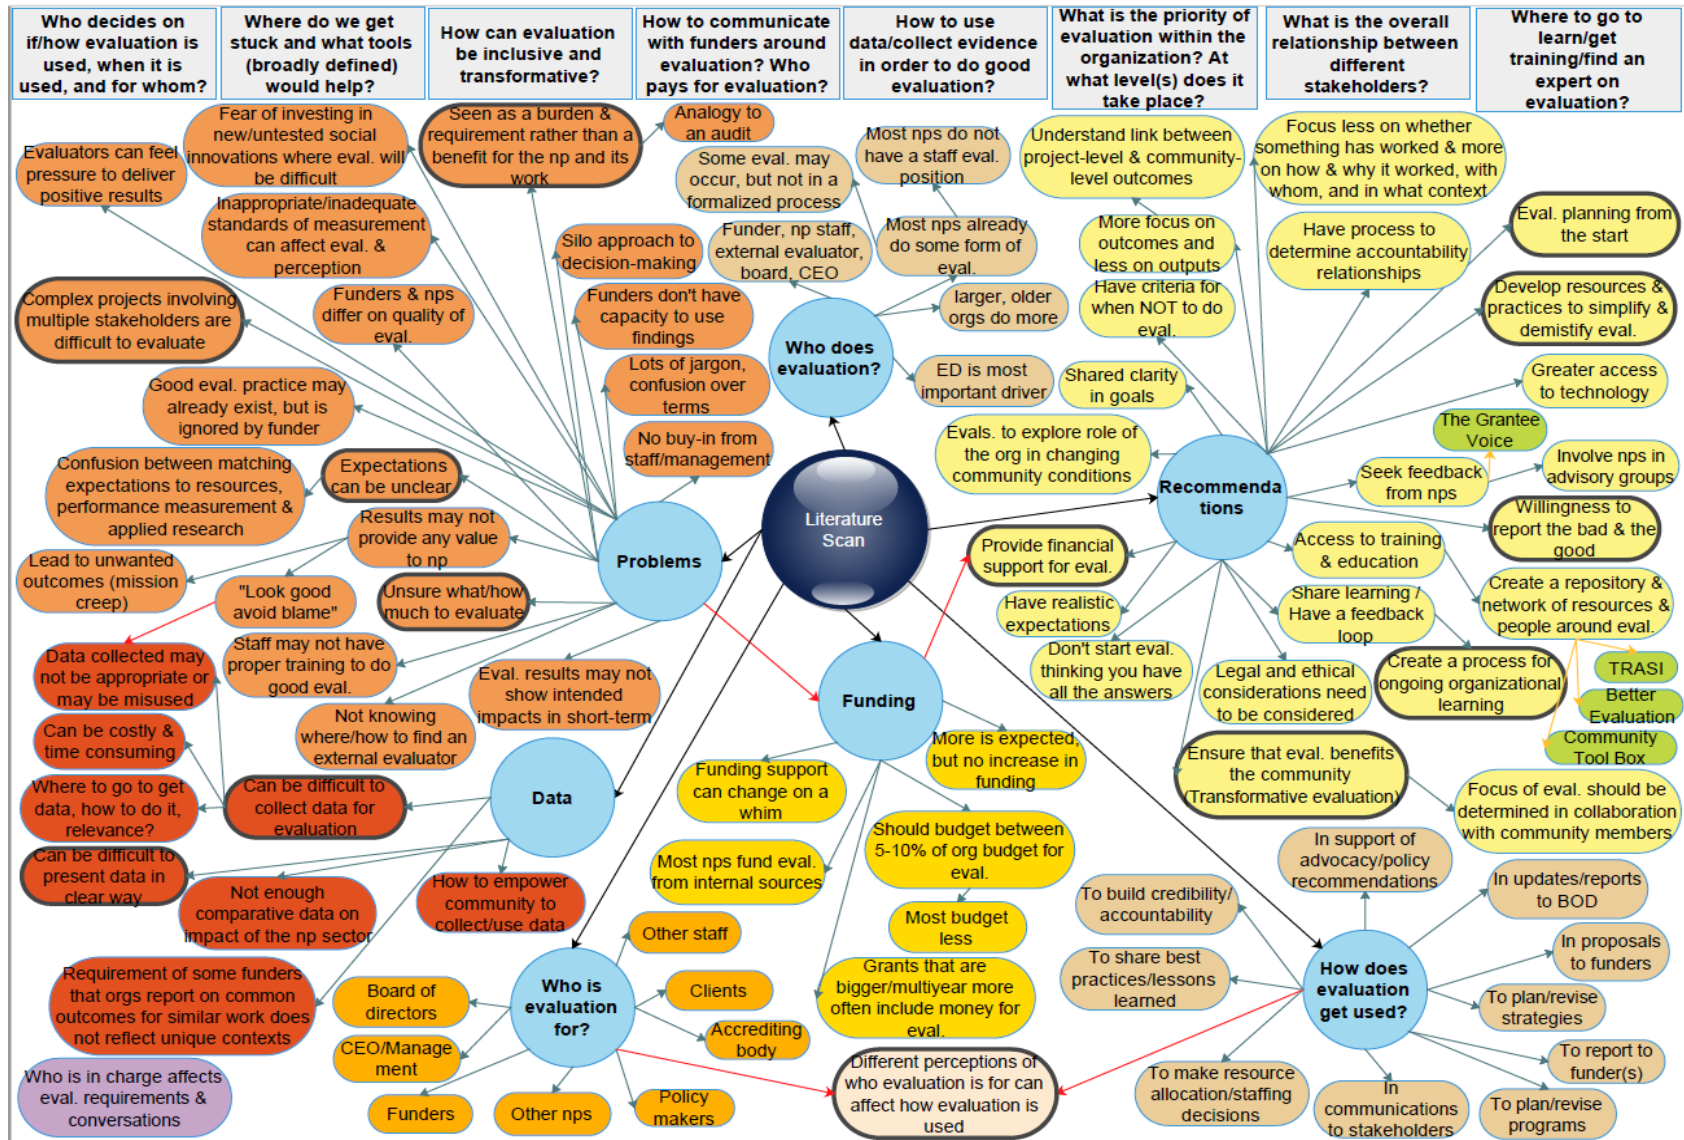 Who decides on
if/how evaluation is
used, when it is
used, and for whom?
Where do we get
stuck and what tools
(broadly defined)
would help?
How can evaluation
be inclusive and
transformative?
How to communicate
with funders around
evaluation? Who
pays for evaluation?
How to use
data/collect evidence
in order to do good
evaluation?
What is the priority of
evaluation within the
organization? At
what level(s) does it
take place?
What is the overall
relationship between
different
stakeholders?
Where to go to
learn/get
training/find an
expert on
evaluation?
Evaluators can feel
pressure to deliver
positive results
Fear of investing in
new/untested social
innovations where eval. will
be difficult
Seen as a burden &
requirement rather than a
benefit for the np and its
work
Analogy to
an audit
Inappropriate/inadequate
standards of measurement
can affect eval. &
perception
Silo approach to
decision-making
Complex projects involving
multiple stakeholders are
difficult to evaluate
Funders & nps
differ on quality of
eval.
Funders don't have
capacity to use
findings
Good eval. practice may
already exist, but is
ignored by funder
Lots of jargon,
confusion over
terms
No buy-in from
staff/management
Confusion between matching
expectations to resources,
performance measurement &
applied research
Expectations
can be unclear
Results may not
provide any value
to np
Lead to unwanted
outcomes (mission
creep)
"Look good
avoid blame"
Unsure what/how
much to evaluate
Problems
Staff may not have
proper training to do
good eval.
Eval. results may not
show intended
impacts in short-term
Not knowing
where/how to find an
external evaluator
Some eval. may
occur, but not in a
formalized process
Most nps do not
have a staff eval.
position
Funder, np staff,
external evaluator,
board, CEO
Most nps already
do some form of
eval.
larger, older
orgs do more
Who does
evaluation?
ED is most
important driver
Literature
Scan
Understand link between
project-level & community-
level outcomes
Focus less on whether
something has worked & more
on how & why it worked, with
whom, and in what context
More focus on
outcomes and
less on outputs
Have process to
determine accountability
relationships
Eval. planning from
the start
Have criteria for
when NOT to do
eval.
Develop resources &
practices to simplify &
demistify eval.
Shared clarity
in goals
Greater access
to technology
Evals. to explore role of
the org in changing
community conditions
The Grantee
Voice
Seek feedback
from nps
Involve nps in
advisory groups
Recommenda
tions
Willingness to
report the bad & the
good
Provide financial
support for eval.
Access to training
& education
Have realistic
expectations
Share learning /
Have a feedback
loop
Create a repository &
network of resources &
people around eval.
Don't start eval.
thinking you have
all the answers
Legal and ethical
considerations need
to be considered
Create a process for
ongoing organizational
learning
TRASI
Better
Evaluation
Community
Tool Box
Ensure that eval. benefits
the community
(Transformative evaluation)
Focus of eval. should be
determined in collaboration
with community members
Data collected may
not be appropriate or
may be misused
Can be costly &
time consuming
Where to go to get
data, how to do it,
relevance?
Can be difficult to
collect data for
evaluation
Data
Can be difficult to
present data in
clear way
Not enough
comparative data on
impact of the np sector
How to empower
community to
collect/use data
Requirement of some funders
that orgs report on common
outcomes for similar work does
not reflect unique contexts
Who is in charge affects
eval. requirements &
conversations
Funding
More is expected,
but no increase in
funding
Funding support
can change on a
whim
Should budget between
5-10% of org budget for
eval.
Most nps fund eval.
from internal sources
Most budget
less
Grants that are
bigger/multiyear more
often include money for
eval.
Who is
evaluation
for?
Other staff
Clients
Board of
directors
Accrediting
body
CEO/Manage
ment
Funders
Other nps
Policy
makers
Different perceptions of
who evaluation is for can
affect how evaluation is
used
How does
evaluation
get used?
In support of
advocacy/policy
recommendations
To build credibility/
accountability
In updates/reports
to BOD
To share best
practices/lessons
learned
In proposals
to funders
To plan/revise
strategies
To make resource
allocation/staffing
decisions
In
communications
to stakeholders
To report to
funder(s)
To plan/revise
programs